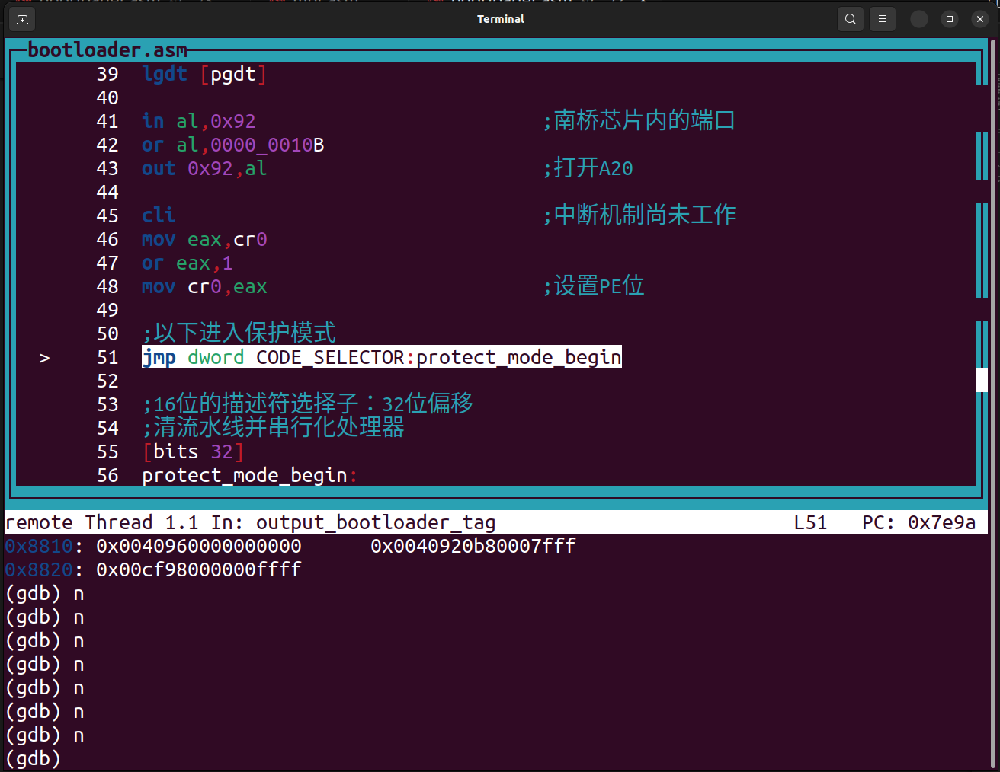 Terminal
bootloader.asm
39 lgdt [pgdt]
40
41 in al,0x92 ;南桥芯片内的端口
42 or al,0000_0010B
43 out 0x92,al ;打开A20
44
45 cli ;中断机制尚未工作
46 mov eax,cr0
47 or eax,1
48 mov cr0,eax ;设置PE位
49
50 ;以下进入保护模式
> 51 jmp dword CODE_SELECTOR:protect_mode_begin
52
53 ;16位的描述符选择子：32位偏移
54 ;清流水线并串行化处理器
55 [bits 32]
56 protect_mode_begin:
remote Thread 1.1 In: output_bootloader_tag L51 PC: 0x7e9a
0x8810: 0x0040960000000000 0x0040920b80007fff
0x8820: 0x00cf98000000ffff
(gdb) n
(gdb) n
(gdb) n
(gdb) n
(gdb) n
(gdb) n
(gdb) n
(gdb)